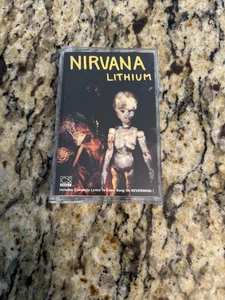 NIRVANA
LITHIUM
Includes Complete Lyrics To Every Song On NEVERMIND !